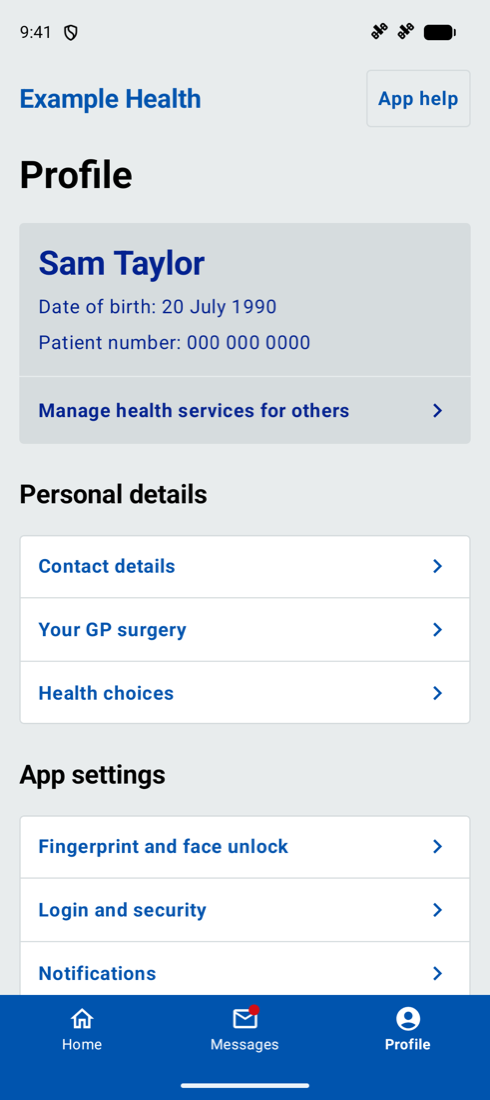 9:41
Example Health
App help
Profile
Sam Taylor
Date of birth: 20 July 1990
Patient number: 000 000 0000
Manage health services for others
Personal details
Contact details
Your GP surgery
Health choices
App settings
Fingerprint and face unlock
Login and security
Notifications
Home
Messages
Profile